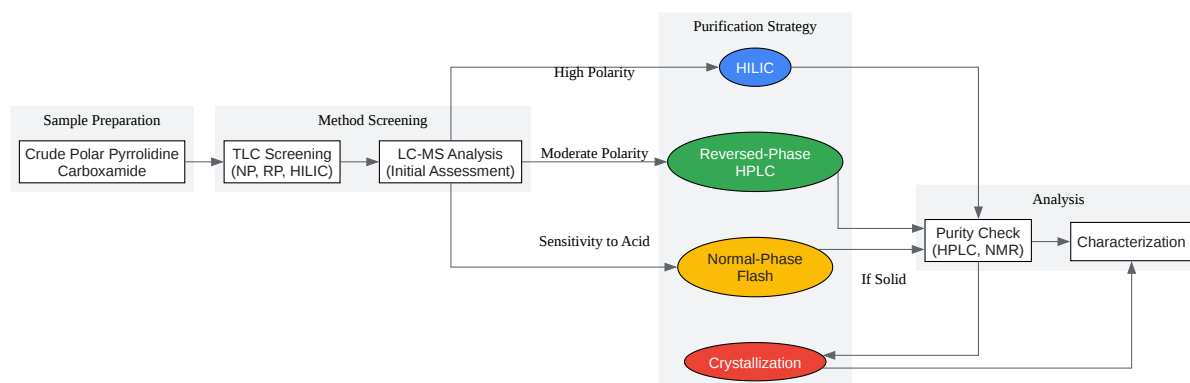 Purification Strategy
HILIC
High Polarity
Sample Preparation
Method Screening
Crude Polar Pyrrolidine
Carboxamide
TLC Screening
(NP, RP, HILIC)
LC-MS Analysis
(Initial Assessment)
Moderate Polarity
Reversed-Phase
HPLC
Sensitivity to Acid
Normal-Phase
Flash
If Solid
Analysis
Purity Check
(HPLC, NMR)
Characterization
Crystallization